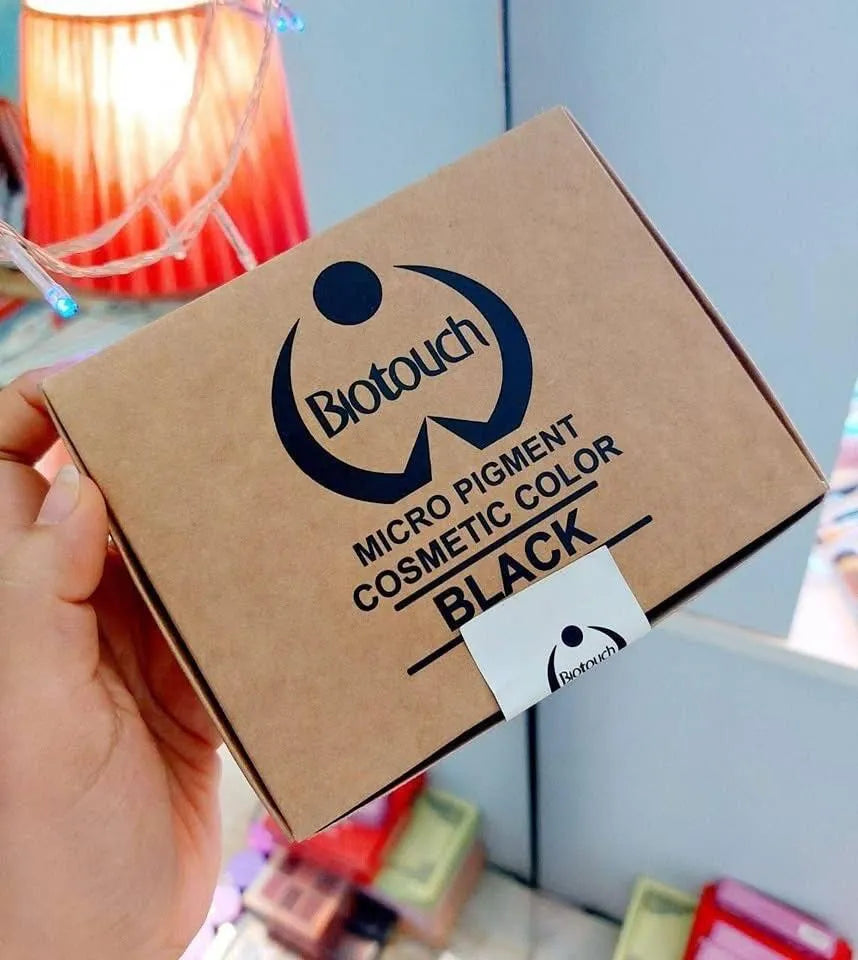 Biotouch
MICRO PIGMENT
COSMETIC COLOR
BLACK
Biotouch